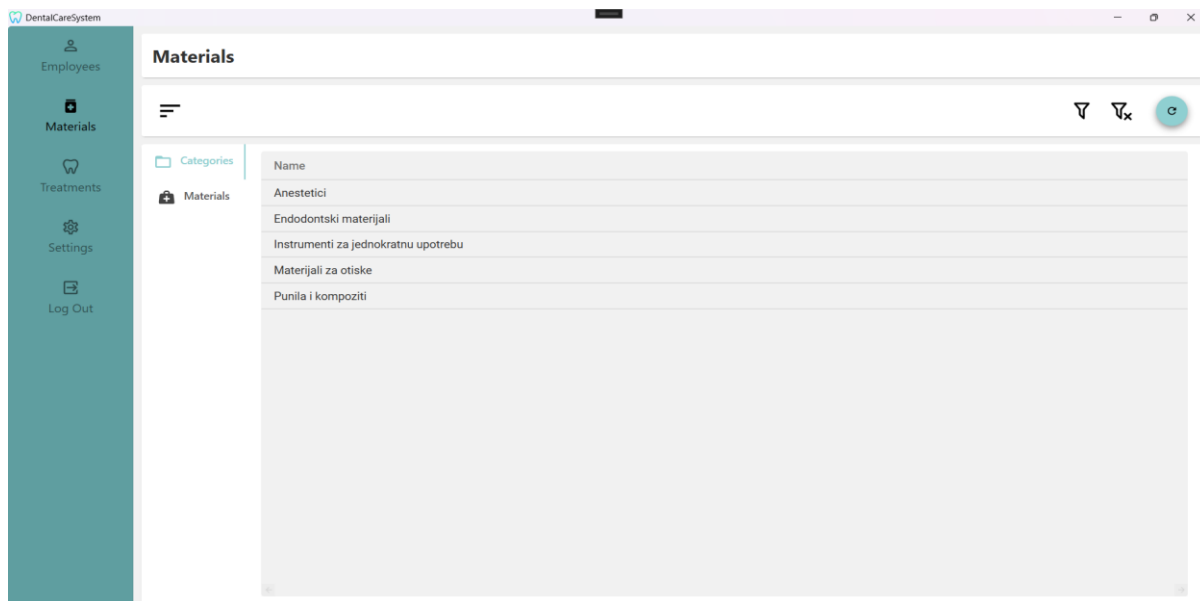 DentalCareSystem
Employees
Materials
Treatments
Settings
Log Out
Materials
Categories
Materials
Name
Anestetici
Endodontski materijali
Instrumenti za jednokratnu upotrebu
Materijali za otiske
Punila i kompoziti